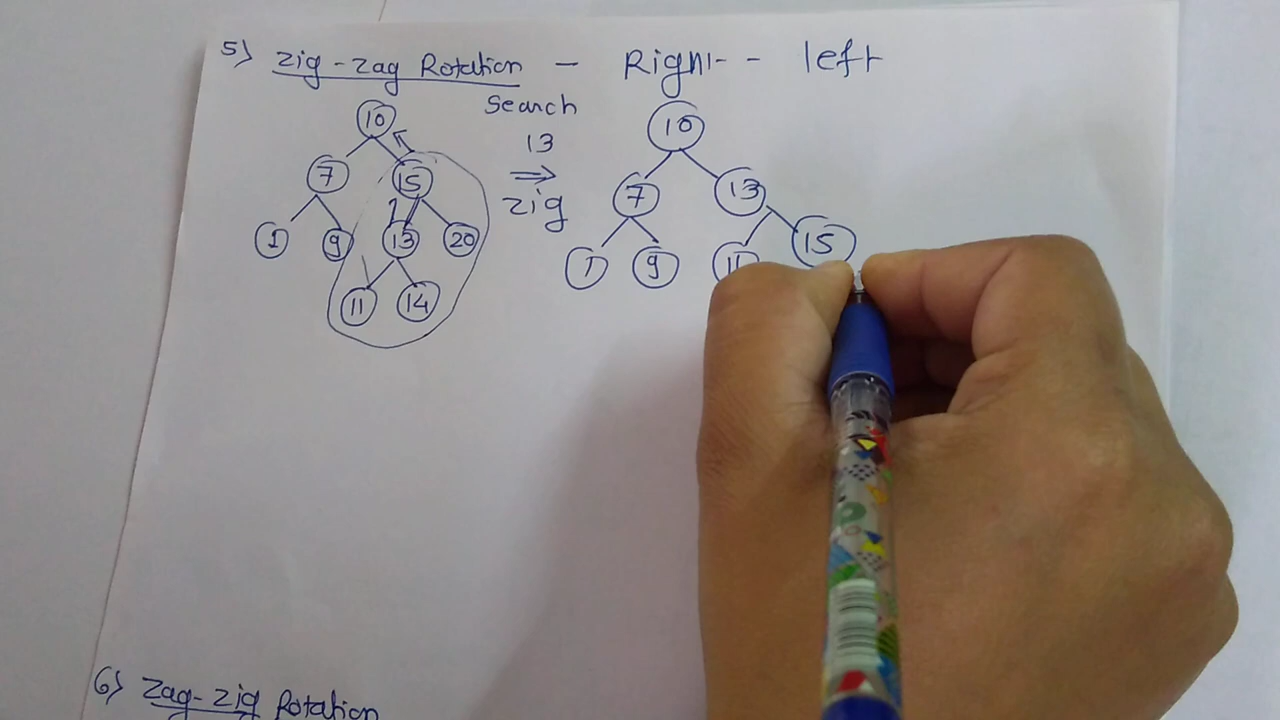 5) Zig-Zag Rotation - Right - left
Search
13
⇒
zig
10
7 15
1 9 13 20
11 14
10
7 13
1 9 11 15
6) Zag-Zig Rotation